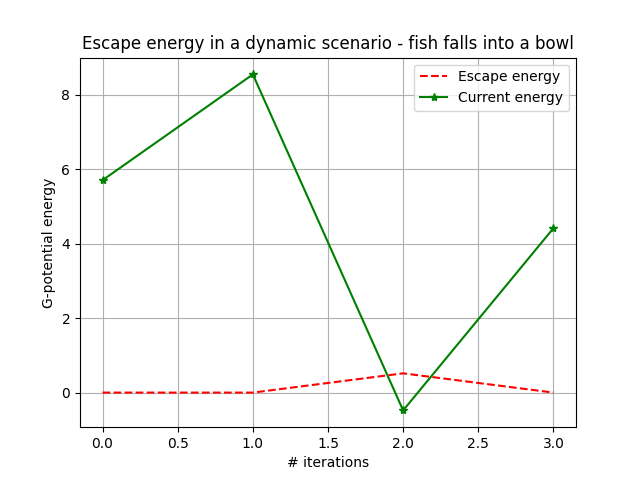 Escape energy in a dynamic scenario - fish falls into a bowl
Escape energy
Current energy
G-potential energy
8
6
4
2
0
0.0 0.5 1.0 1.5 2.0 2.5 3.0
# iterations